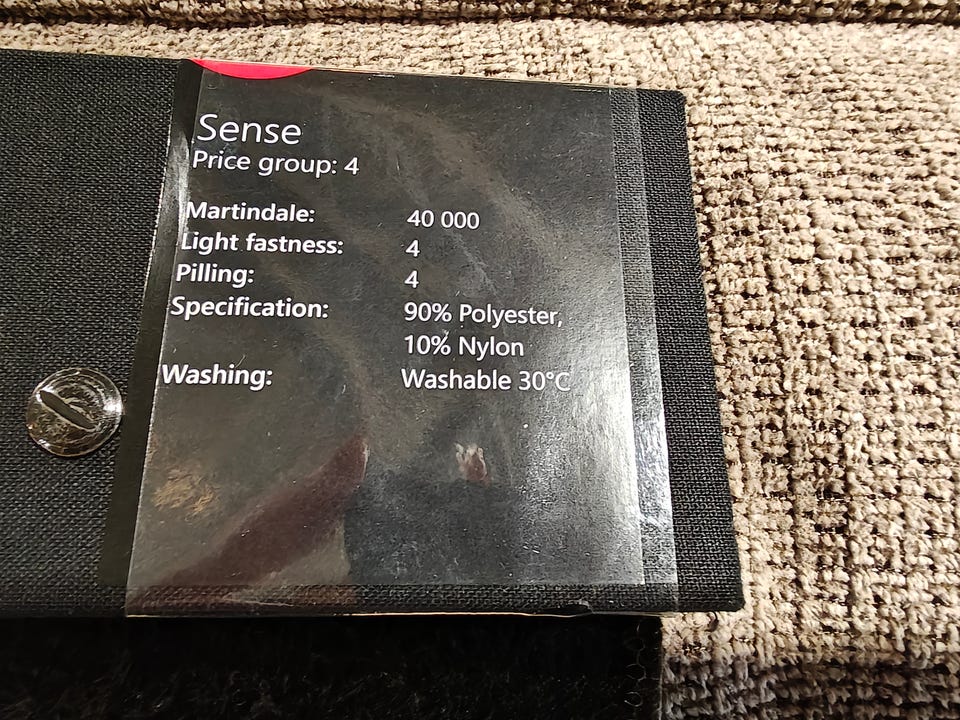 Sense
Price group: 4
Martindale: 40 000
Light fastness: 4
Pilling: 4
Specification: 90% Polyester,
10% Nylon
Washing: Washable 30°C